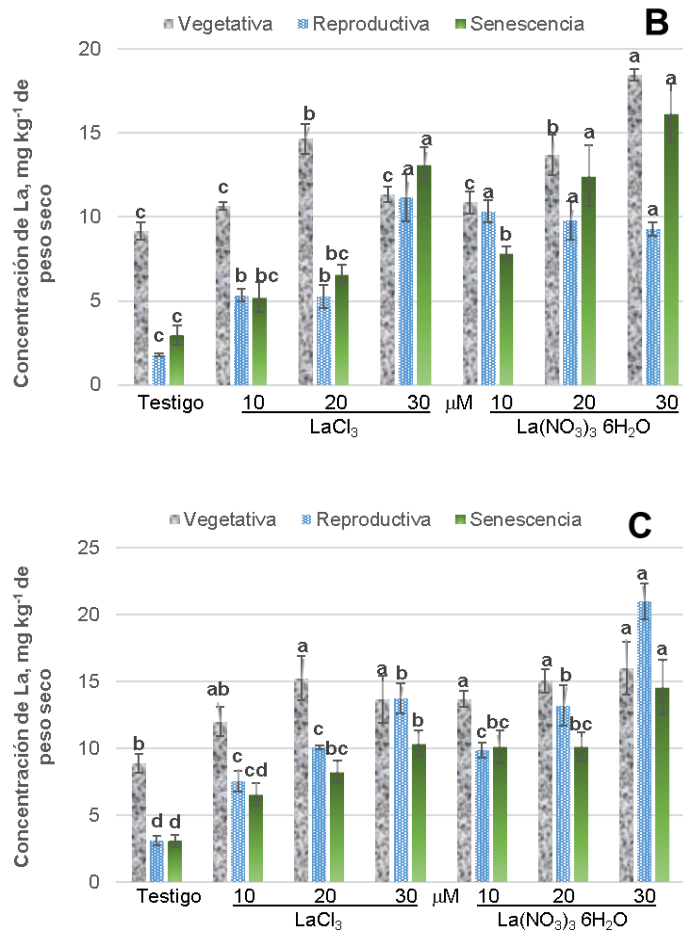 Vegetativa Reproductiva Senescencia B
Concentración de La, mg kg⁻¹ de
peso seco
20
15
10
5
0
c c c
c b bc
b b bc
c a a
c a b
b a a
a a a
Testigo 10 20 30 μM 10 20 30
LaCl₃ La(NO₃)₃ 6H₂O
Vegetativa Reproductiva Senescencia C
Concentración de La, mg kg⁻¹ de
peso seco
25
20
15
10
5
0
b d d
ab c cd
a c bc
a b b
a c bc
a b bc
a a a
Testigo 10 20 30 μM 10 20 30
LaCl₃ La(NO₃)₃ 6H₂O